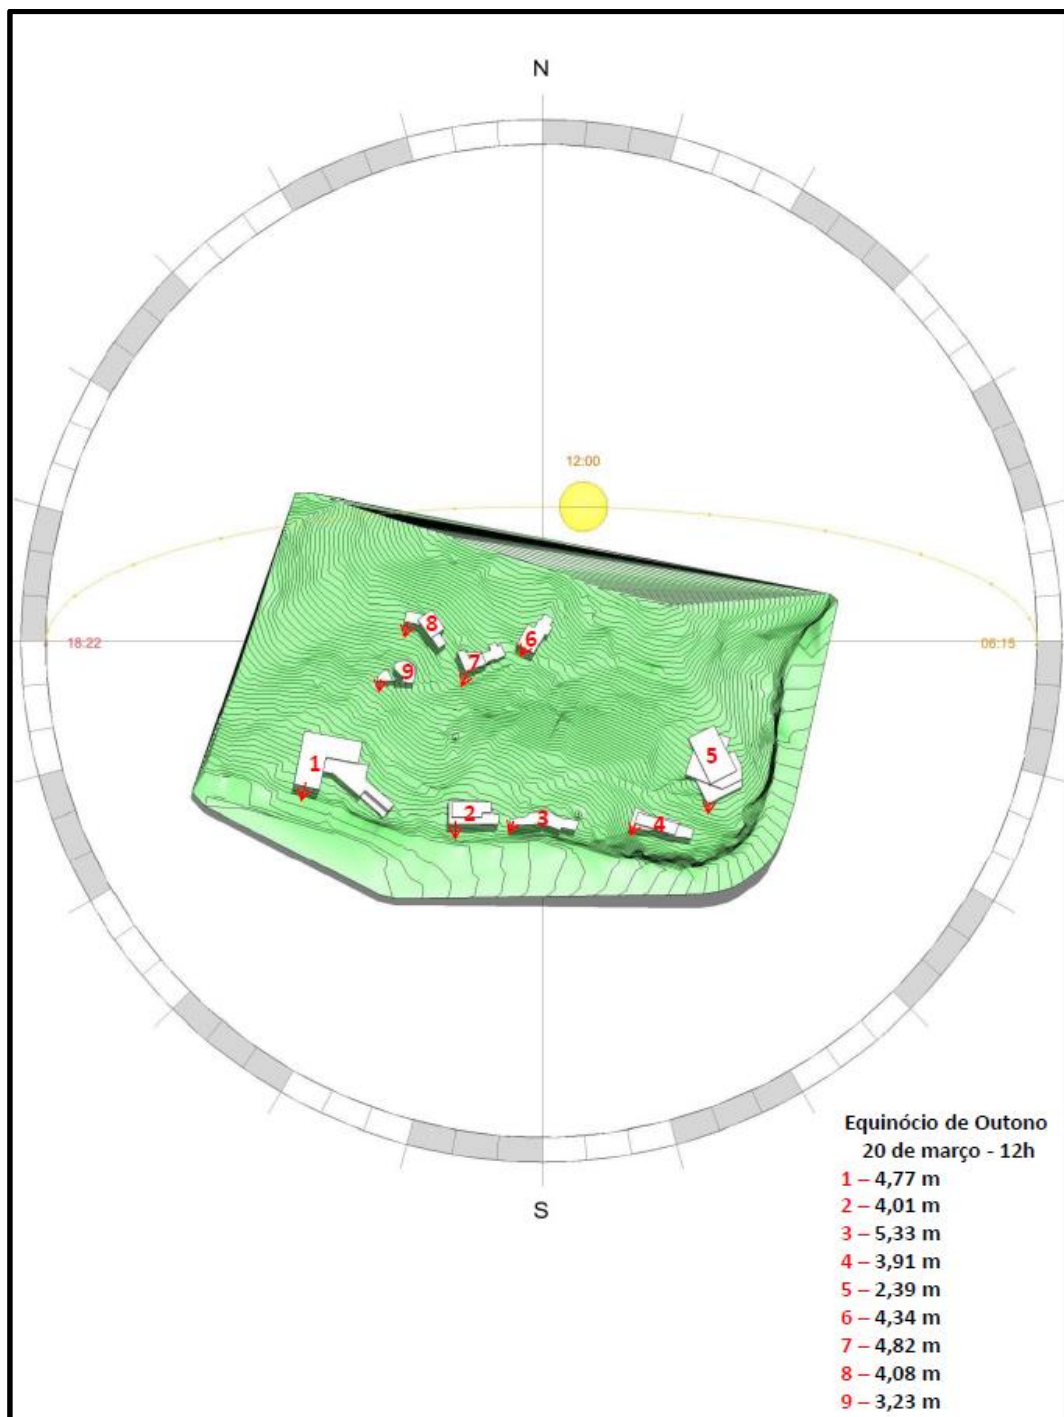 N
12:00
18:22
06:15
8
6
7
9
5
1
2
3
4
S
Equinócio de Outono
20 de março - 12h
1 – 4,77 m
2 – 4,01 m
3 – 5,33 m
4 – 3,91 m
5 – 2,39 m
6 – 4,34 m
7 – 4,82 m
8 – 4,08 m
9 – 3,23 m